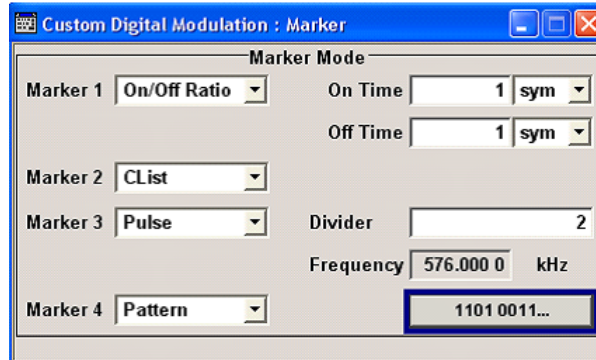 Custom Digital Modulation : Marker
Marker Mode
Marker 1 On/Off Ratio On Time 1 sym
Off Time 1 sym
Marker 2 CList
Marker 3 Pulse Divider 2
Frequency 576.000 0 kHz
Marker 4 Pattern 1101 0011...